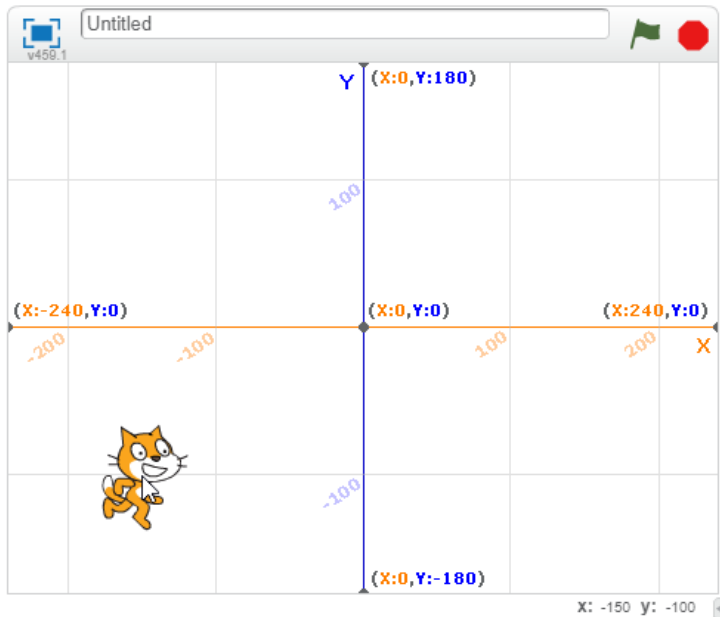 Untitled
v459.1
Y (X:0,Y:180)
100
(X:-240,Y:0) (X:0,Y:0) (X:240,Y:0)
-200 -100 100 200 X
-100
(X:0,Y:-180)
X: -150 y: -100